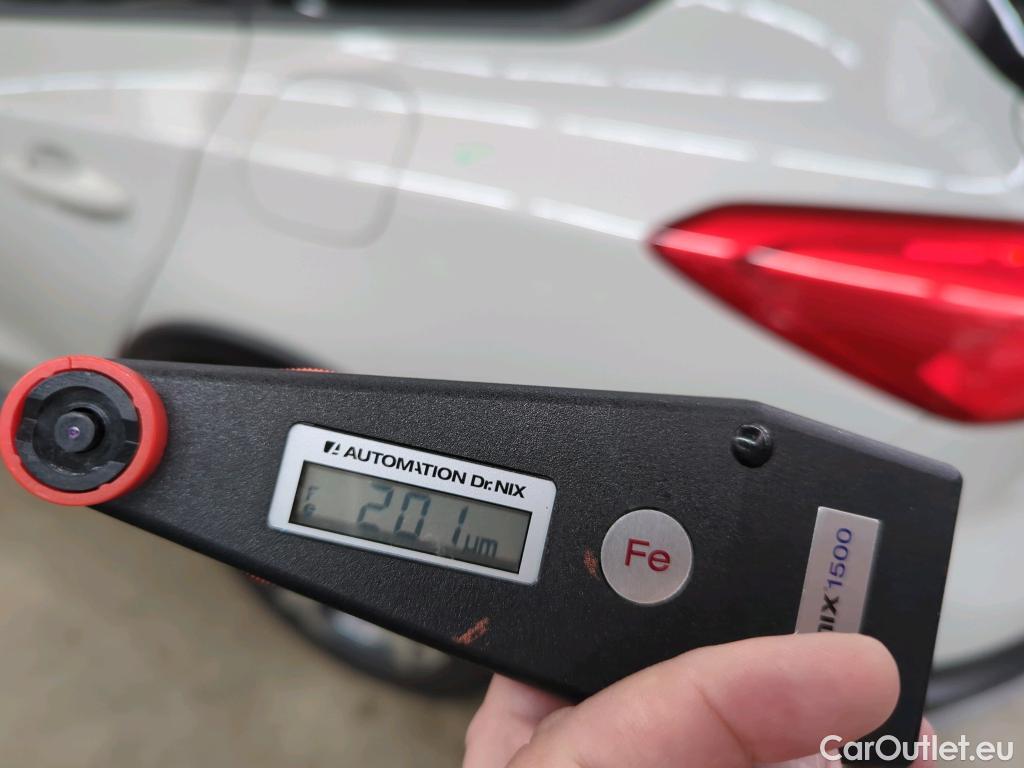 AUTOMATION Dr. NIX
Fe 201 µm
Fe
NIX 1500
CarOutlet.eu